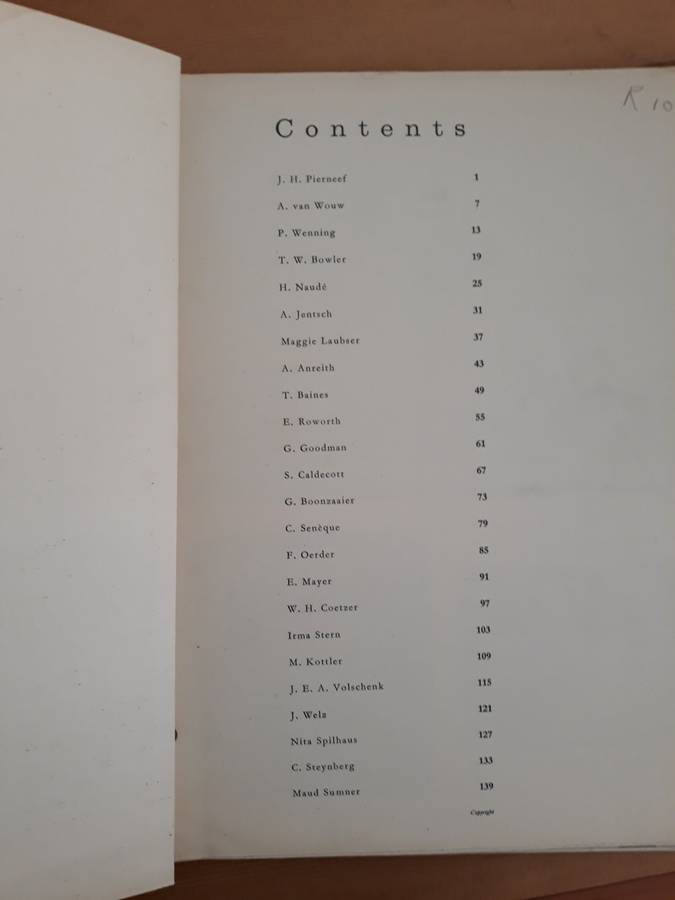 R 10
Contents
J. H. Pierneef 1
A. van Wouw 7
P. Wenning 13
T. W. Bowler 19
H. Naudé 25
A. Jentsch 31
Maggie Laubser 37
A. Anreith 43
T. Baines 49
E. Roworth 55
G. Goodman 61
S. Caldecott 67
G. Boonzaaier 73
C. Senèque 79
F. Oerder 85
E. Mayer 91
W. H. Coetzer 97
Irma Stern 103
M. Kottler 109
J. E. A. Volschenk 115
J. Welz 121
Nita Spilhaus 127
C. Steynberg 133
Maud Sumner 139
Copyright